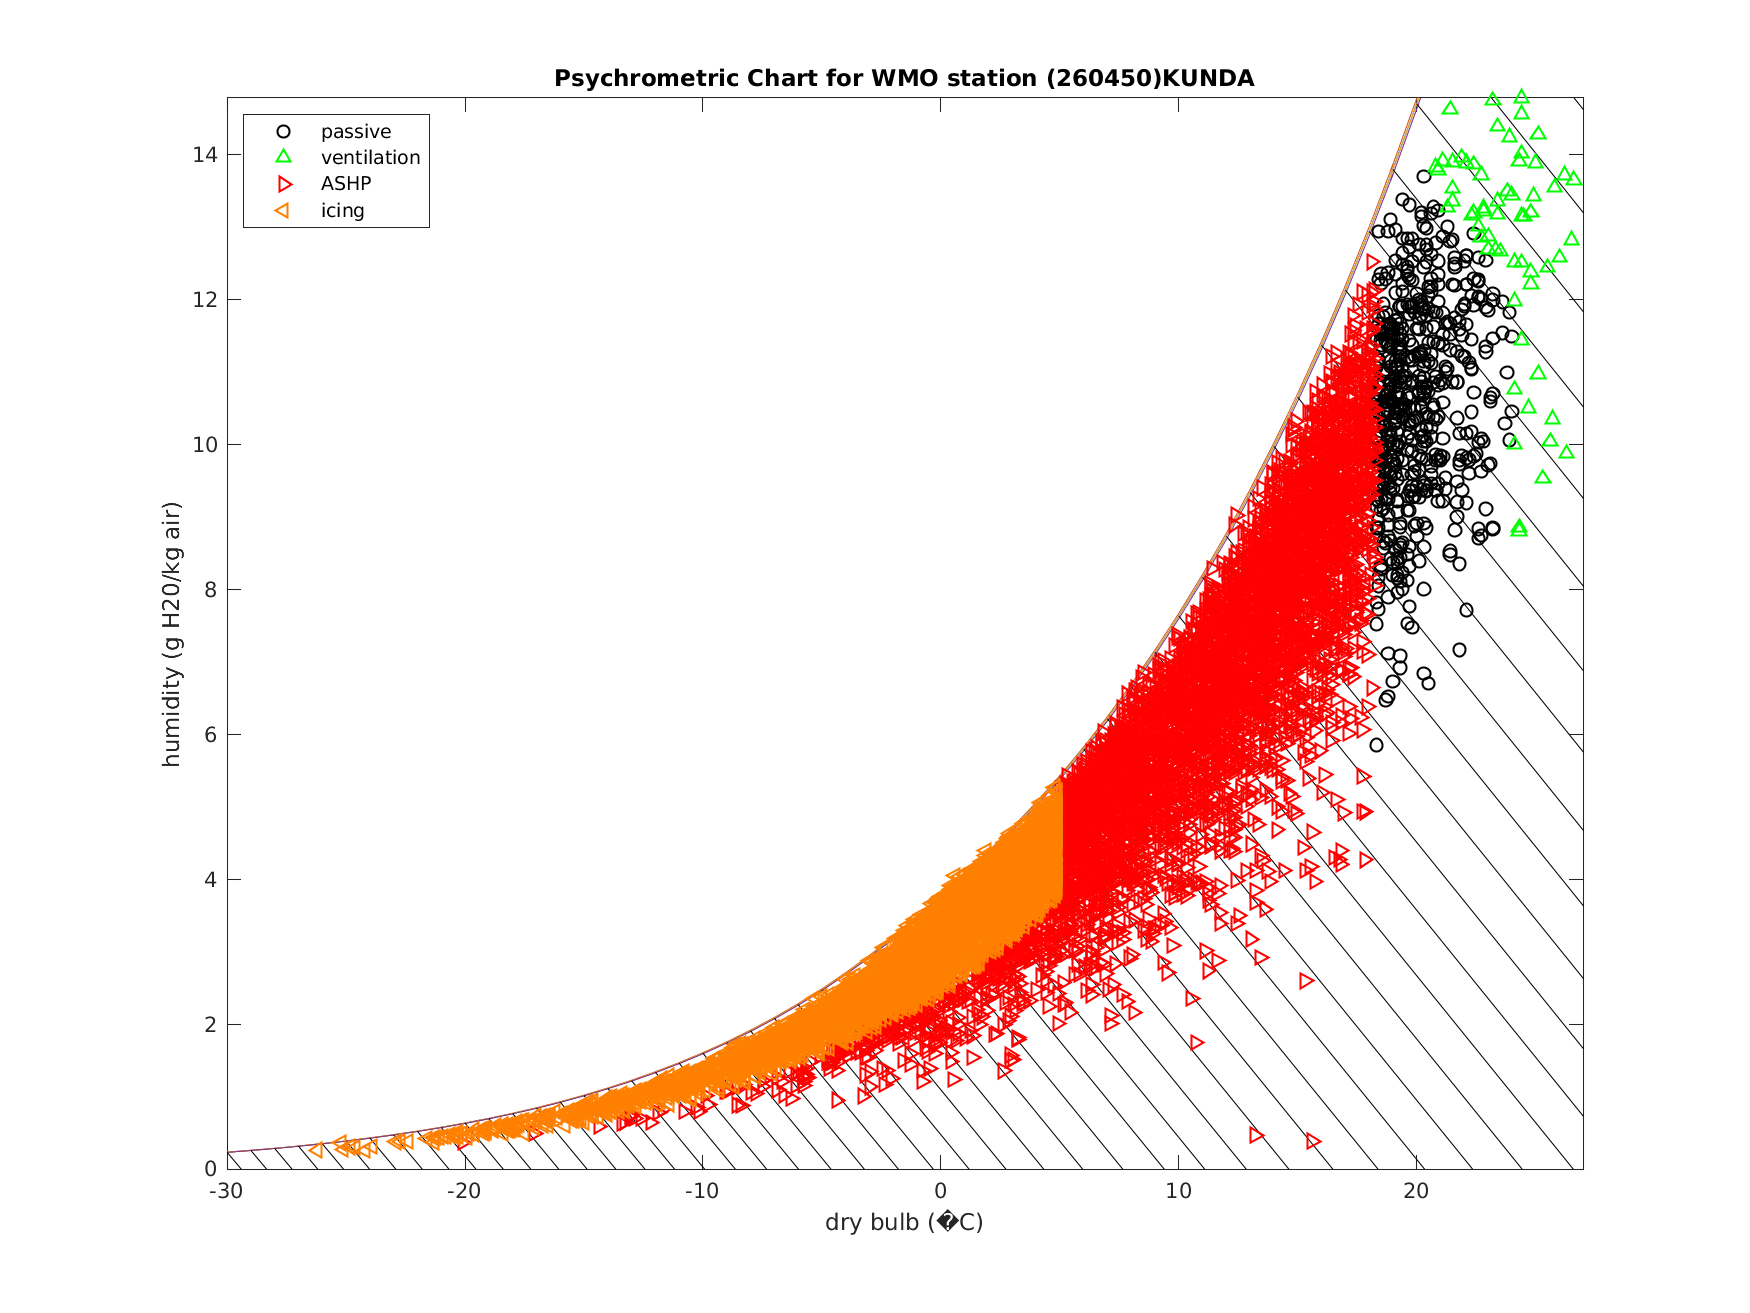 Psychrometric Chart for WMO station (260450)KUNDA
passive
ventilation
ASHP
icing
14
12
10
8
6
4
2
0
humidity (g H20/kg air)
-30 -20 -10 0 10 20
dry bulb (�C)